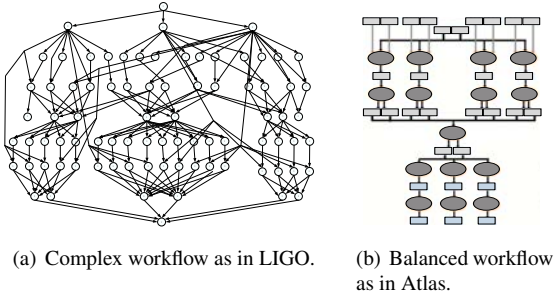 (a) Complex workflow as in LIGO.
(b) Balanced workflow
as in Atlas.